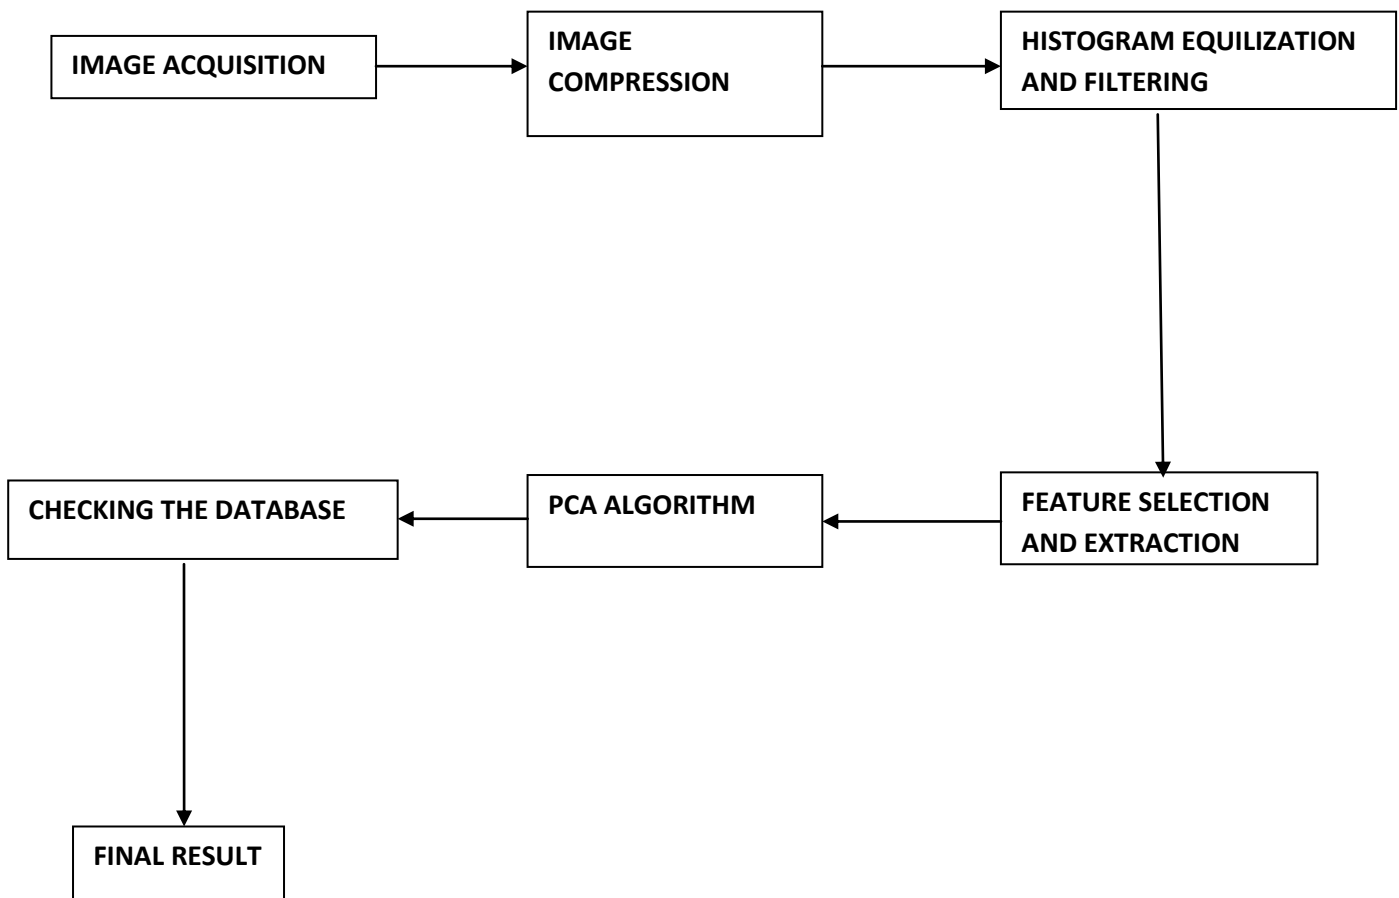 IMAGE ACQUISITION
IMAGE
COMPRESSION
HISTOGRAM EQUILIZATION
AND FILTERING
FEATURE SELECTION
AND EXTRACTION
PCA ALGORITHM
CHECKING THE DATABASE
FINAL RESULT